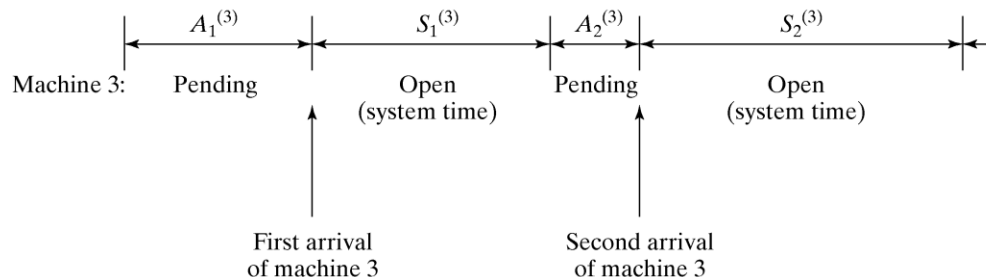 A₁⁽³⁾ S₁⁽³⁾ A₂⁽³⁾ S₂⁽³⁾
Machine 3: Pending Open Pending Open
(system time) (system time)
First arrival Second arrival
of machine 3 of machine 3